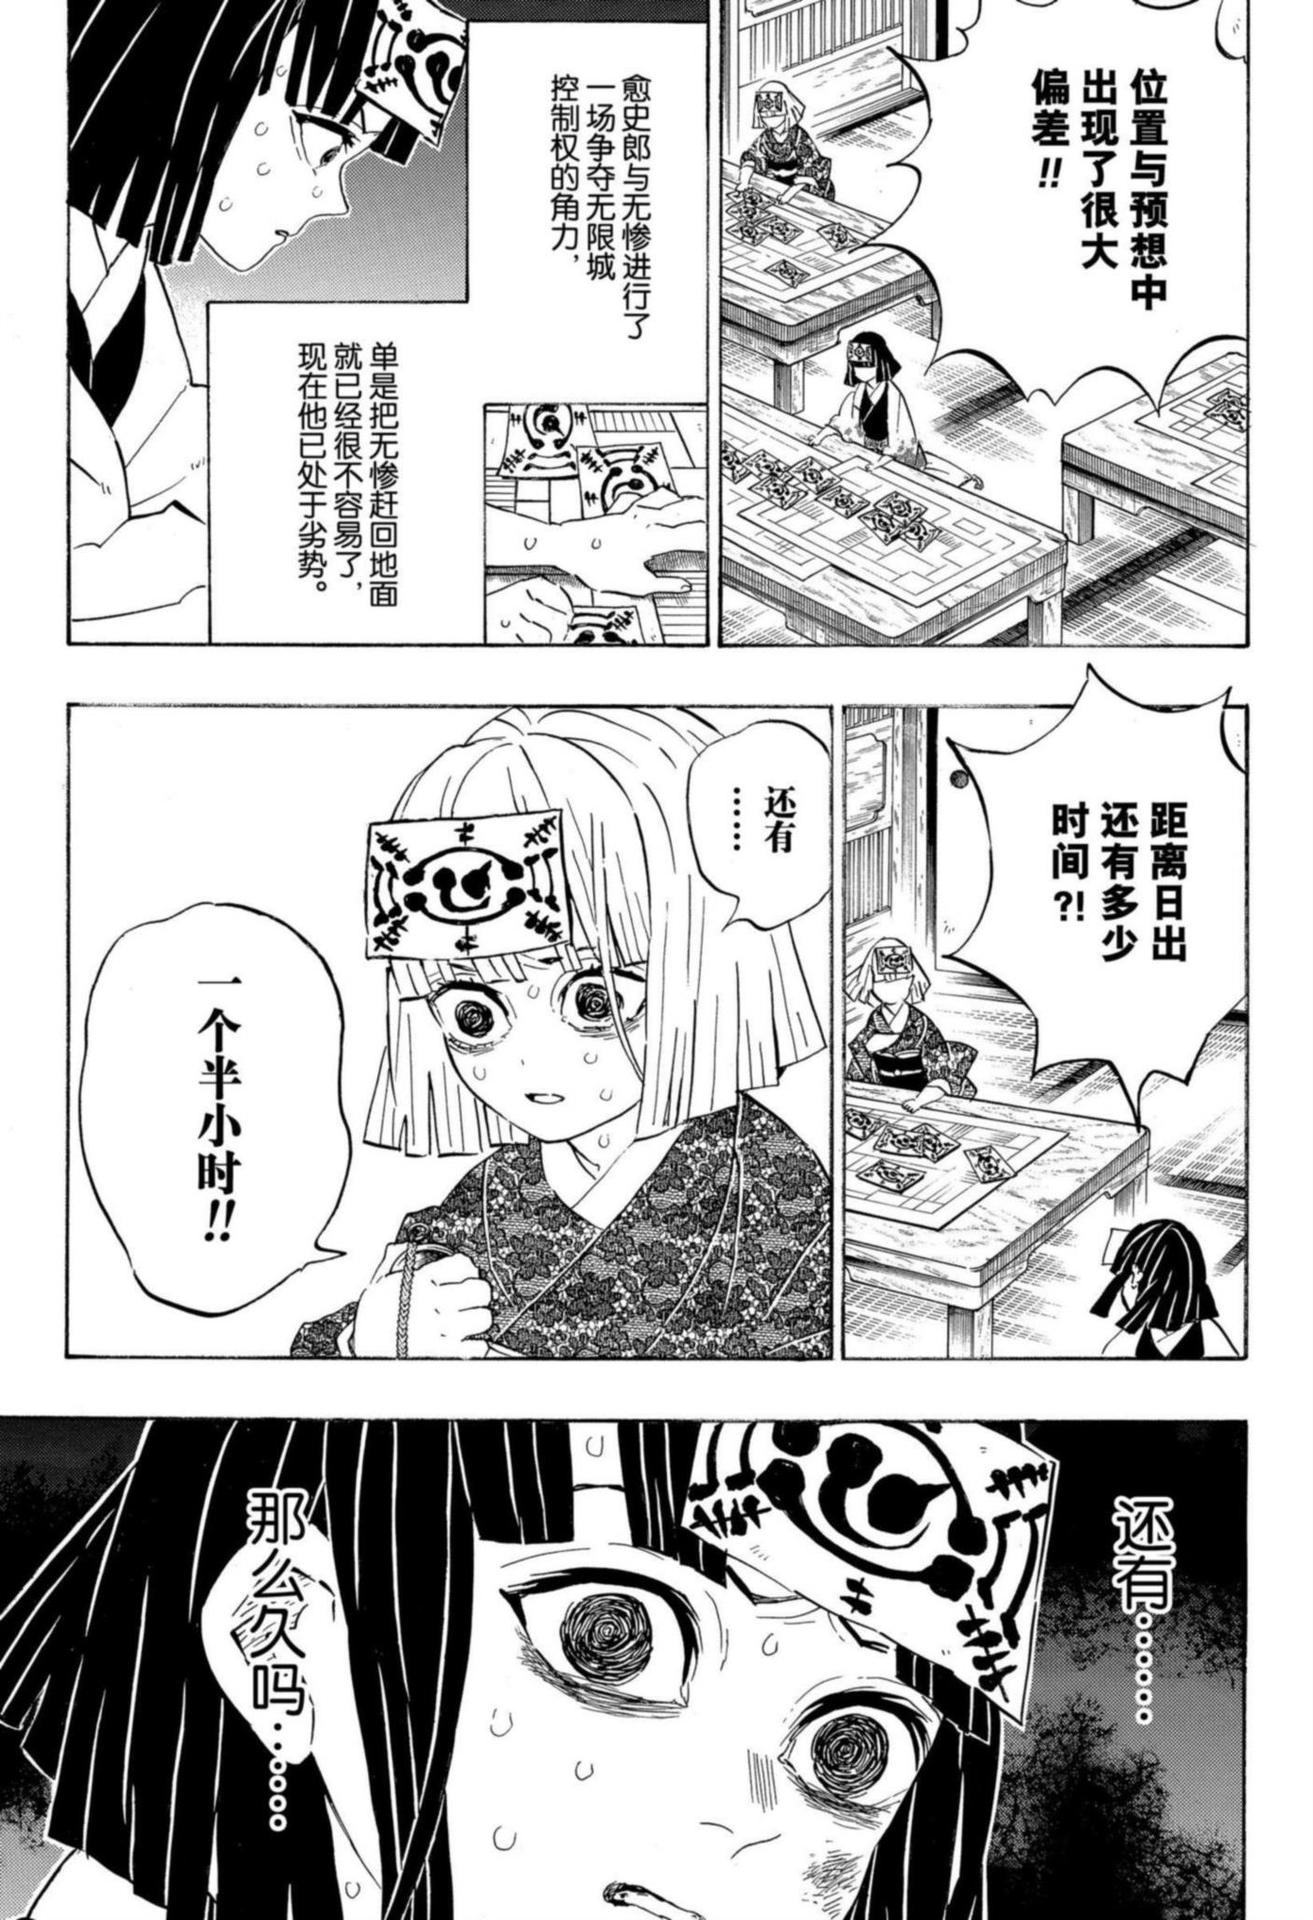 位置与预想中
出现了很大
偏差!!
愈史郎与无惨进行了
一场争夺无限城
控制权的角力，
单是把无惨赶回地面
就已经很不容易了，
现在他已处于劣势。
距离日出
还有多少
时间?!
还有
……
一个半小时!!
还有……
那么久吗……